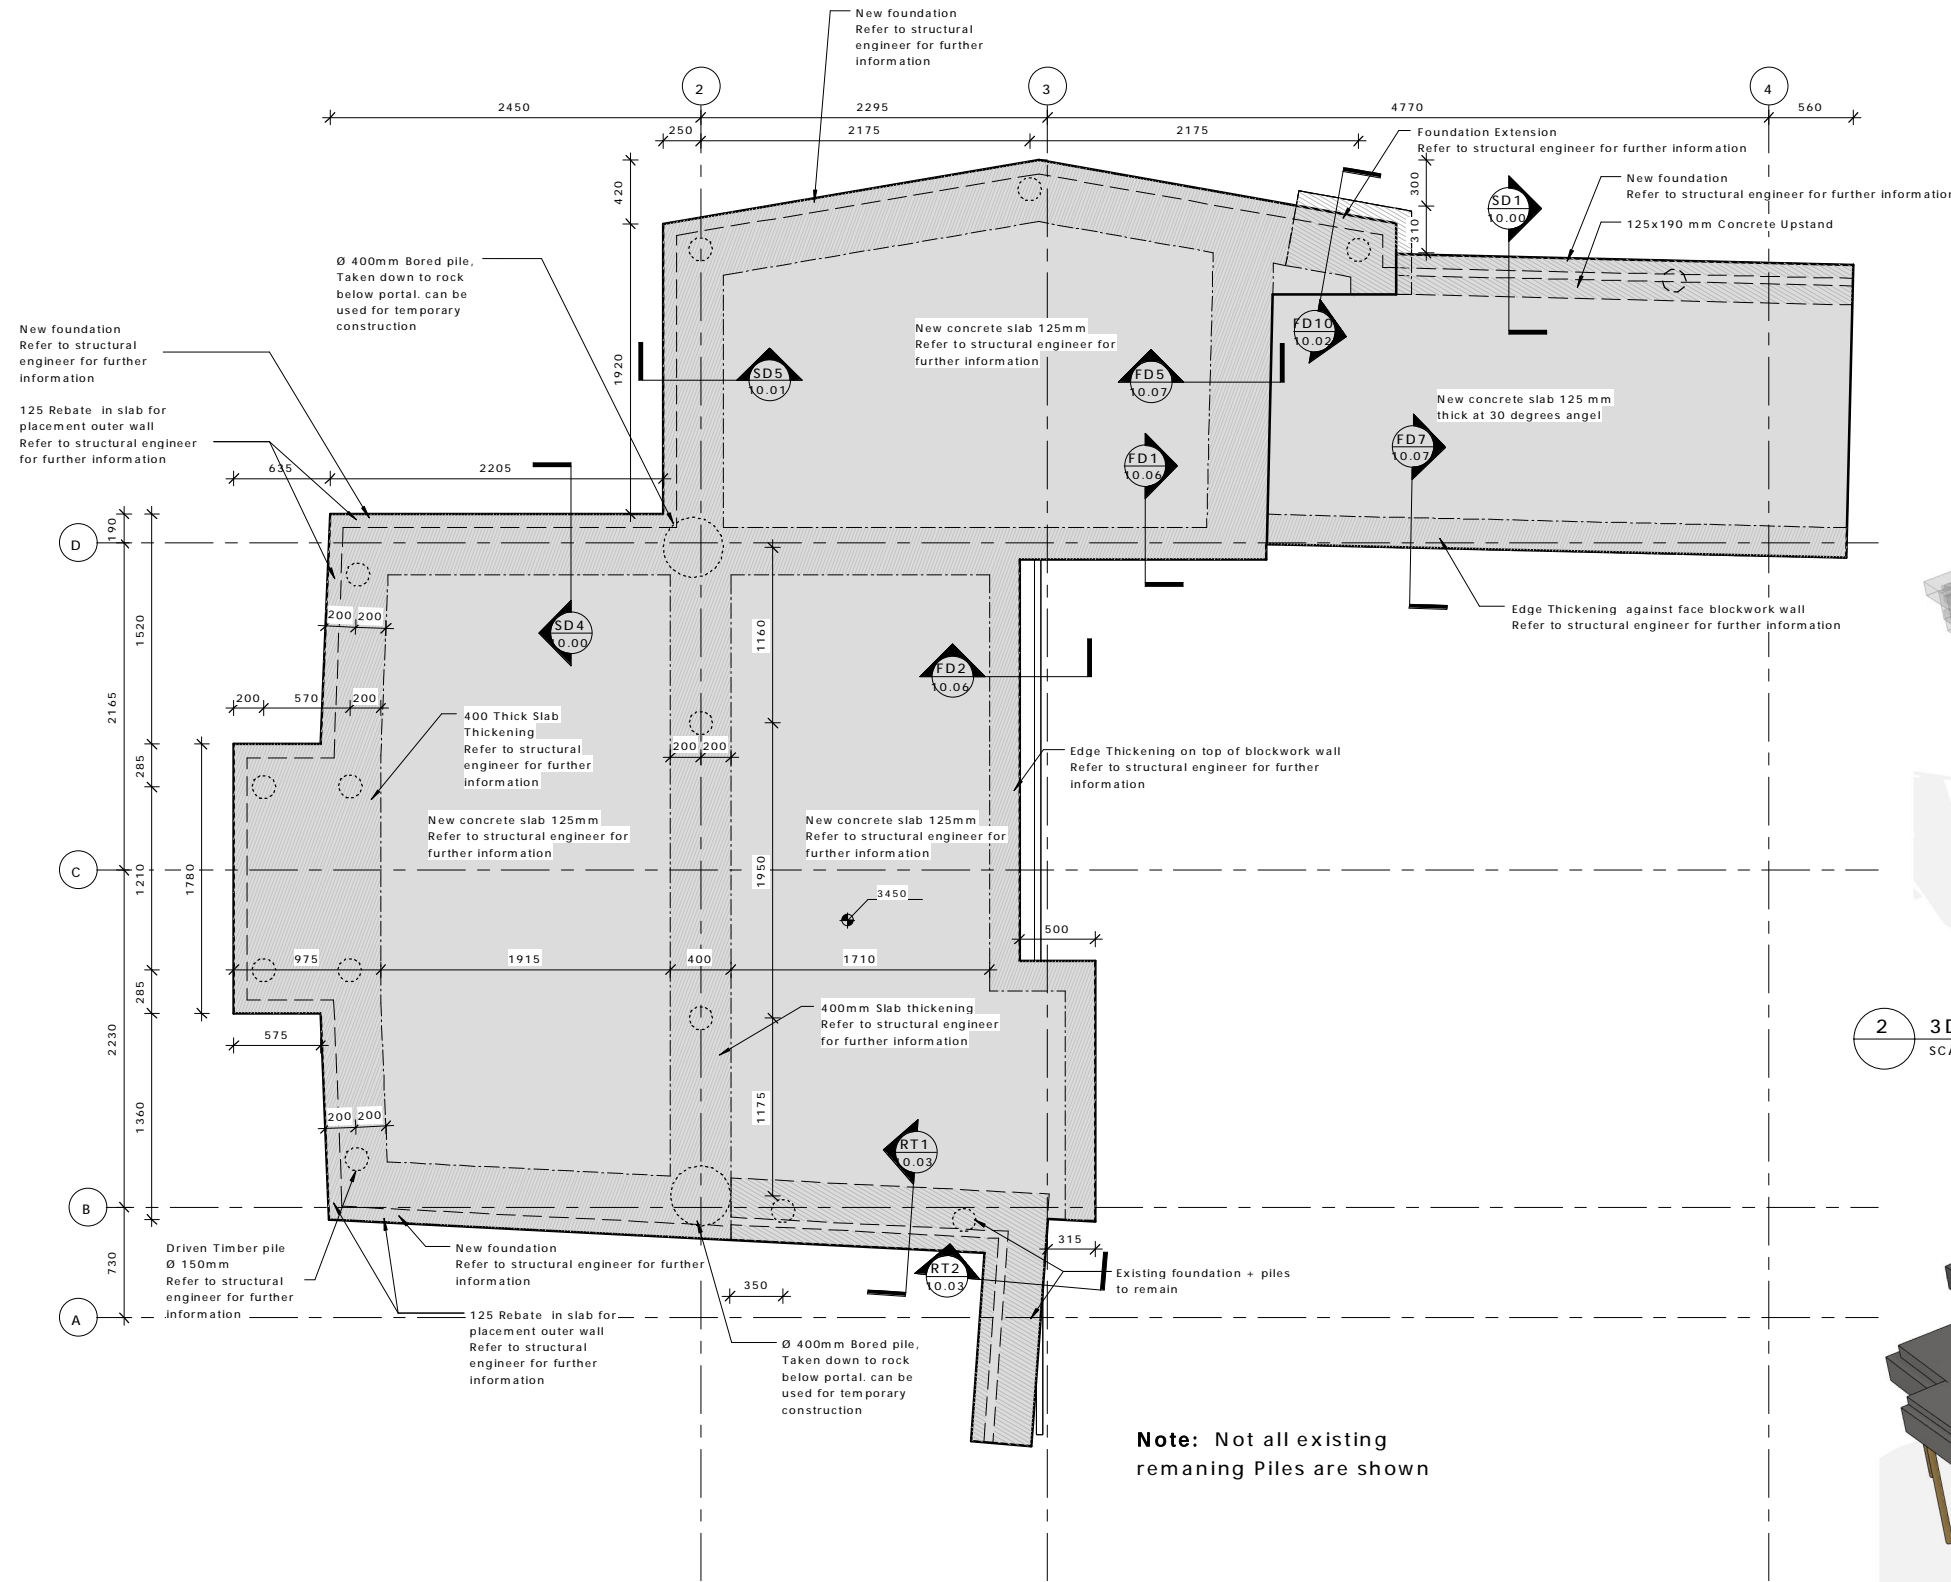 New foundation
Refer to structural
engineer for further
information
2
3
4
2450
2295
4770
560
250
2175
2175
Foundation Extension
Refer to structural engineer for further information
420
300
310
New foundation
Refer to structural engineer for further information
125x190 mm Concrete Upstand
SD1
10.00
Ø 400mm Bored pile,
Taken down to rock
below portal. can be
used for temporary
construction
New foundation
Refer to structural
engineer for further
information
125 Rebate in slab for
placement outer wall
Refer to structural engineer
for further information
1920
New concrete slab 125mm
Refer to structural engineer for
further information
FD10
10.02
SD5
10.01
FD5
10.07
New concrete slab 125 mm
thick at 30 degrees angel
FD7
10.07
FD1
10.06
635
2205
190
D
1520
200
200
SD4
10.00
1160
Edge Thickening against face blockwork wall
Refer to structural engineer for further information
FD2
10.06
2165
200
570
200
400 Thick Slab
Thickening
Refer to structural
engineer for further
information
200
200
Edge Thickening on top of blockwork wall
Refer to structural engineer for further
information
285
New concrete slab 125mm
Refer to structural engineer for
further information
New concrete slab 125mm
Refer to structural engineer for
further information
C
1210
1780
1950
3450
500
975
1915
400
1710
285
2230
575
400mm Slab thickening
Refer to structural engineer
for further information
2
3D
SCA
1360
200
200
1175
RT1
10.03
B
730
Driven Timber pile
Ø 150mm
Refer to structural
engineer for further
information
New foundation
Refer to structural engineer for further
information
315
RT2
10.03
Existing foundation + piles
to remain
350
A
125 Rebate in slab for
placement outer wall
Refer to structural
engineer for further
information
Ø 400mm Bored pile,
Taken down to rock
below portal. can be
used for temporary
construction
Note: Not all existing
remaning Piles are shown